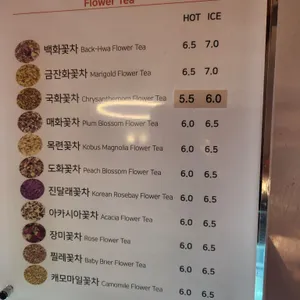 Flower Tea
HOT ICE
백화꽃차 Back-Hwa Flower Tea 6.5 7.0
금잔화꽃차 Marigold Flower Tea 6.5 7.0
국화꽃차 Chrysanthemum Flower Tea 5.5 6.0
매화꽃차 Plum Blossom Flower Tea 6.0 6.5
목련꽃차 Kobus Magnolia Flower Tea 6.0 6.5
도화꽃차 Peach Blossom Flower Tea 6.0 6.5
진달래꽃차 Korean Rosebay Flower Tea 6.0 6.5
아카시아꽃차 Acacia Flower Tea 6.0 6.5
장미꽃차 Rose Flower Tea 6.0 6.5
찔레꽃차 Baby Brier Flower Tea 6.0 6.5
캐모마일꽃차 Camomile Flower Tea 6.0 6.5